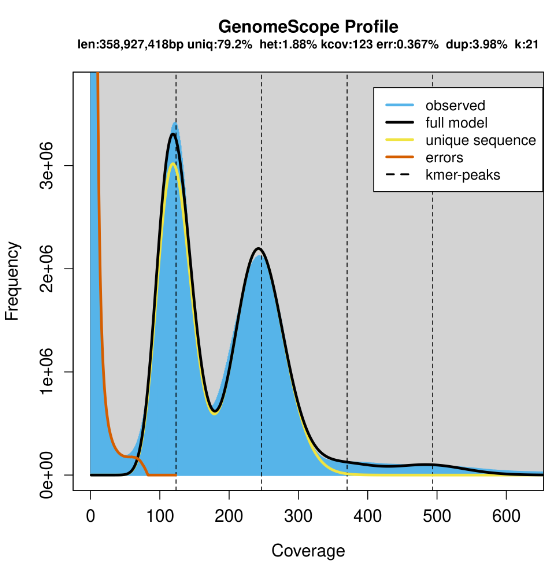 GenomeScope Profile
len:358,927,418bp uniq:79.2% het:1.88% kcov:123 err:0.367% dup:3.98% k:21
observed
full model
unique sequence
errors
kmer-peaks
Frequency
0e+00 1e+06 2e+06 3e+06
0 100 200 300 400 500 600
Coverage